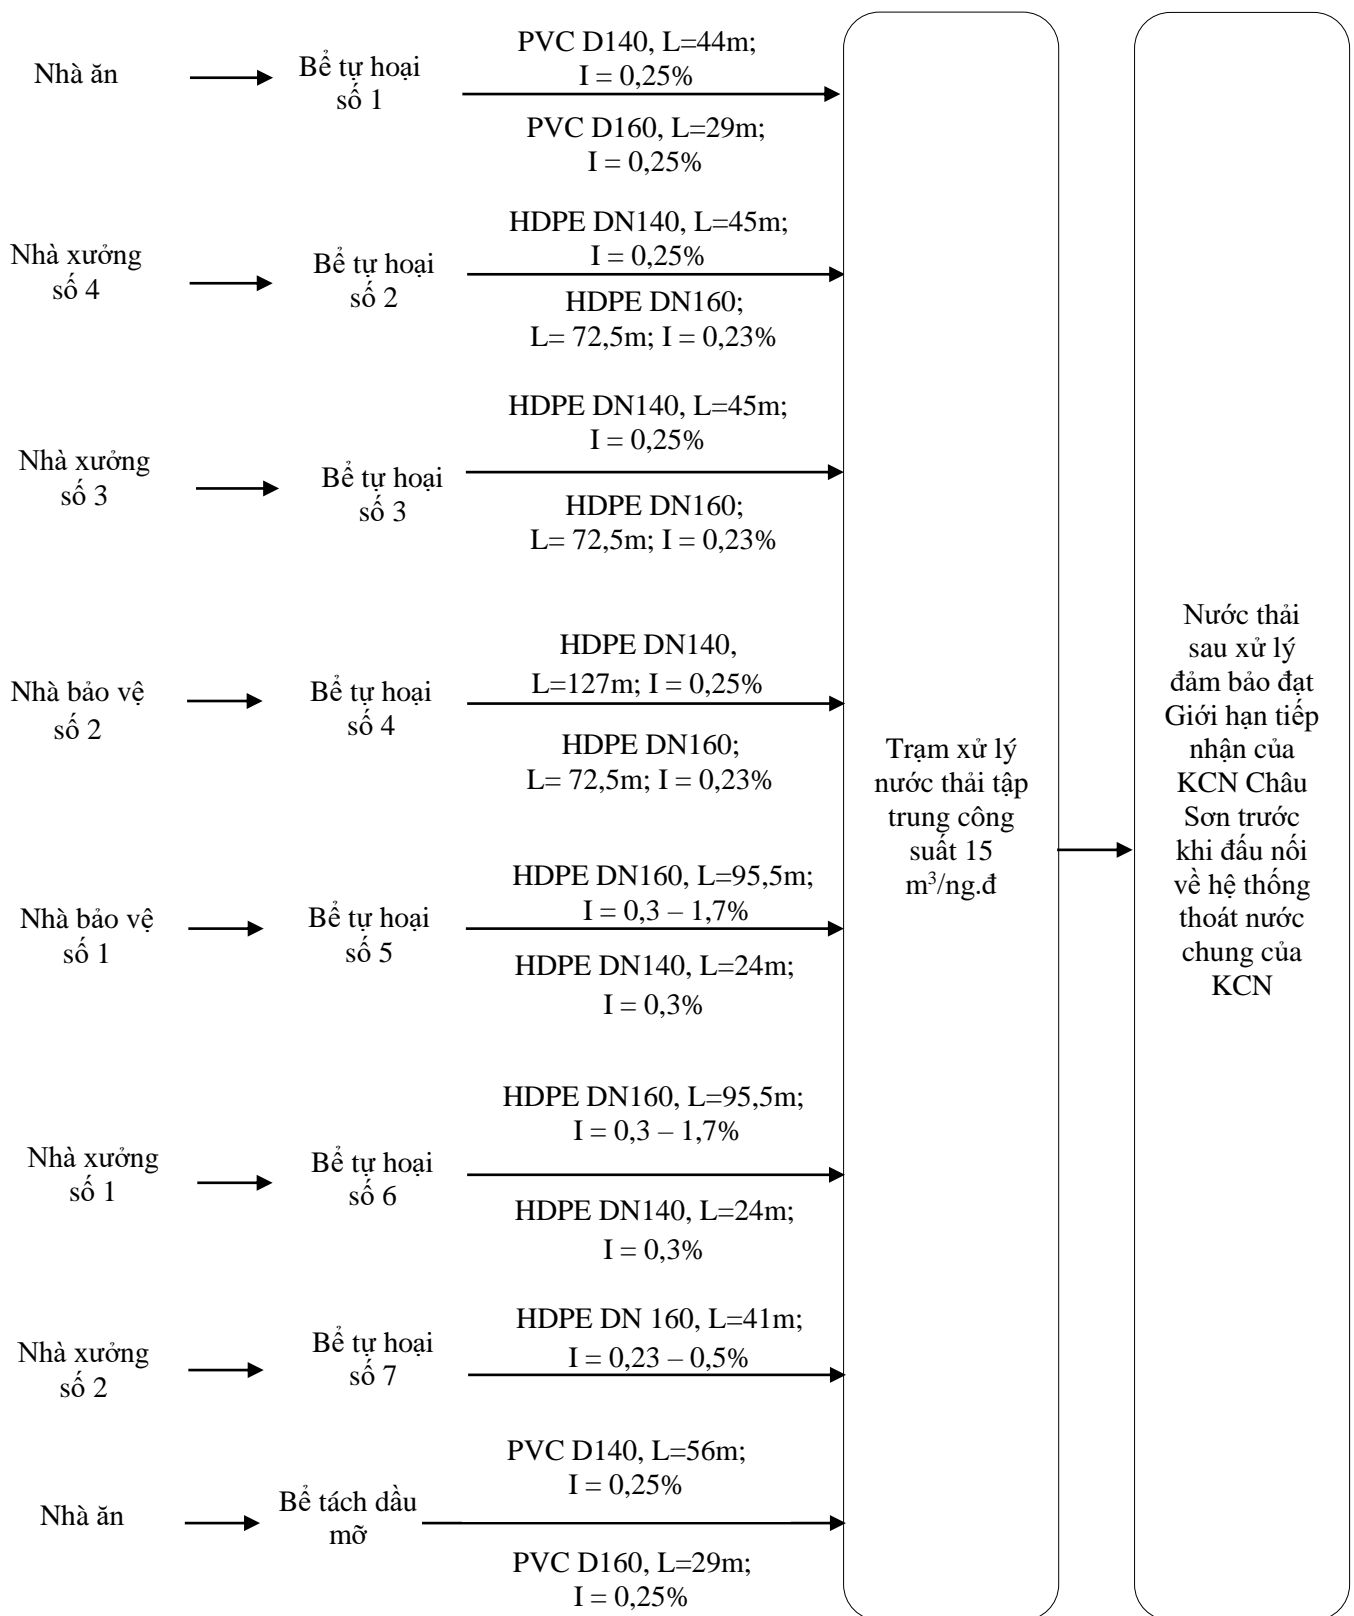 Nhà ăn
Bể tự hoại
số 1
PVC D140, L=44m;
I = 0,25%
PVC D160, L=29m;
I = 0,25%
Nhà xưởng
số 4
Bể tự hoại
số 2
HDPE DN140, L=45m;
I = 0,25%
HDPE DN160;
L= 72,5m; I = 0,23%
Nhà xưởng
số 3
Bể tự hoại
số 3
HDPE DN140, L=45m;
I = 0,25%
HDPE DN160;
L= 72,5m; I = 0,23%
Nhà bảo vệ
số 2
Bể tự hoại
số 4
HDPE DN140,
L=127m; I = 0,25%
HDPE DN160;
L= 72,5m; I = 0,23%
Nhà bảo vệ
số 1
Bể tự hoại
số 5
HDPE DN160, L=95,5m;
I = 0,3 – 1,7%
HDPE DN140, L=24m;
I = 0,3%
Nhà xưởng
số 1
Bể tự hoại
số 6
HDPE DN160, L=95,5m;
I = 0,3 – 1,7%
HDPE DN140, L=24m;
I = 0,3%
Nhà xưởng
số 2
Bể tự hoại
số 7
HDPE DN 160, L=41m;
I = 0,23 – 0,5%
Nhà ăn
Bể tách dầu
mỡ
PVC D140, L=56m;
I = 0,25%
PVC D160, L=29m;
I = 0,25%
Trạm xử lý
nước thải tập
trung công
suất 15
m³/ng.đ
Nước thải
sau xử lý
đảm bảo đạt
Giới hạn tiếp
nhận của
KCN Châu
Sơn trước
khi đấu nối
về hệ thống
thoát nước
chung của
KCN